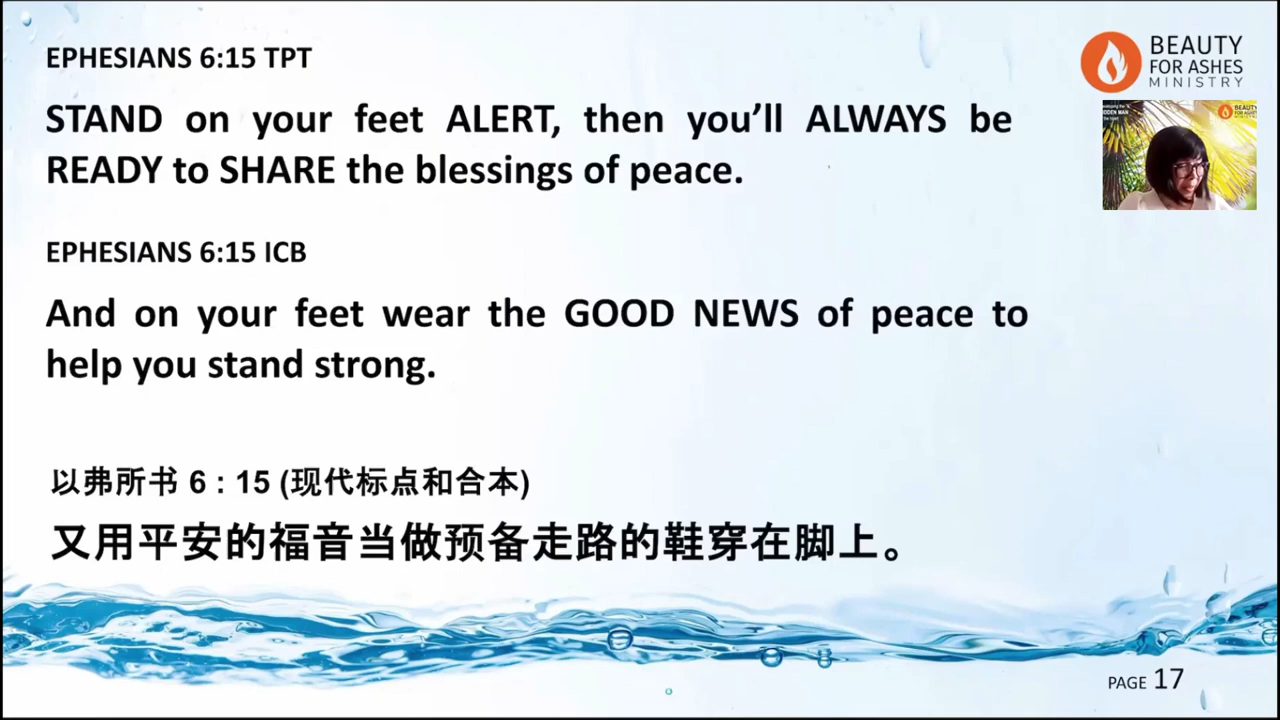 EPHESIANS 6:15 TPT
STAND on your feet ALERT, then you’ll ALWAYS be
READY to SHARE the blessings of peace.
EPHESIANS 6:15 ICB
And on your feet wear the GOOD NEWS of peace to
help you stand strong.
以弗所书 6 : 15 (现代标点和合本)
又用平安的福音当做预备走路的鞋穿在脚上。
BEAUTY
FOR ASHES
MINISTRY
PAGE 17